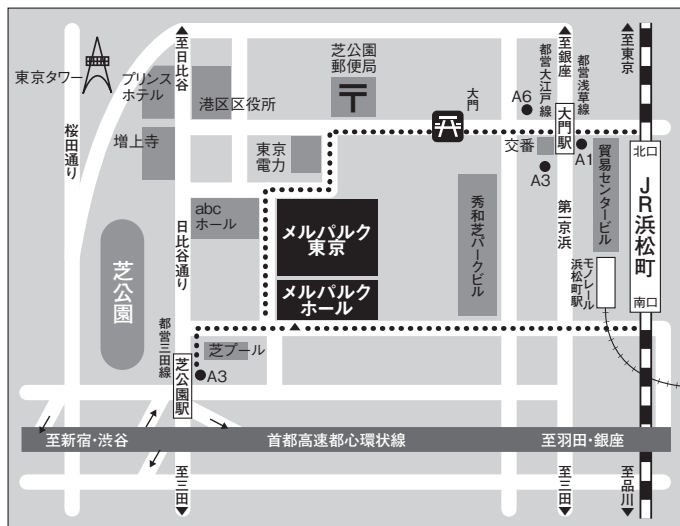 至日比谷
至銀座
至東京
東京タワー
プリンス
ホテル
港区区役所
芝公園
郵便局
〒
大門
都営大江戸線
都営浅草線
A6
大門駅
桜田通り
増上寺
東京
電力
交番
A3
A1
貿易センタービル
北口
JR浜松町
南口
abc
ホール
メルパルク
東京
秀和芝パークビル
第一京浜
モノレール
浜松町駅
芝公園
日比谷通り
メルパルク
ホール
都営三田線
芝プール
A3
芝公園駅
至新宿・渋谷
首都高速都心環状線
至羽田・銀座
至三田
至三田
至品川